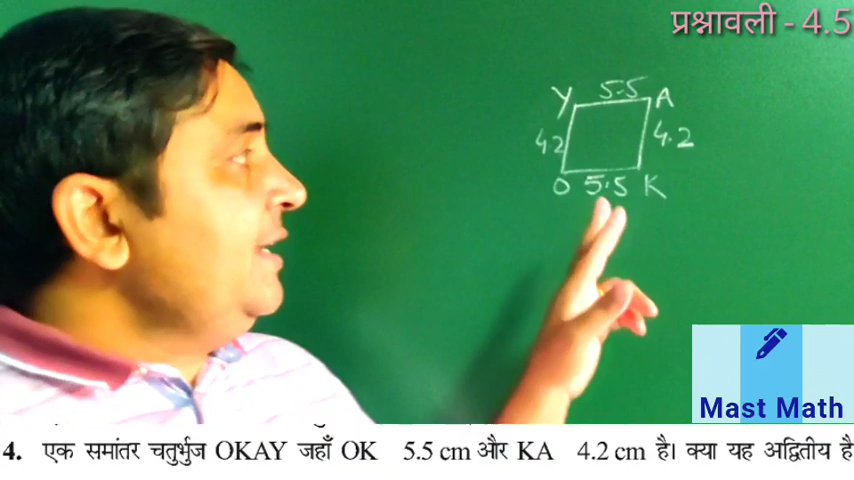 प्रश्नावली - 4.5
Y 5.5 A
4.2 4.2
O 5.5 K
Mast Math
4. एक समांतर चतुर्भुज OKAY जहाँ OK 5.5 cm और KA 4.2 cm है। क्या यह अद्वितीय है